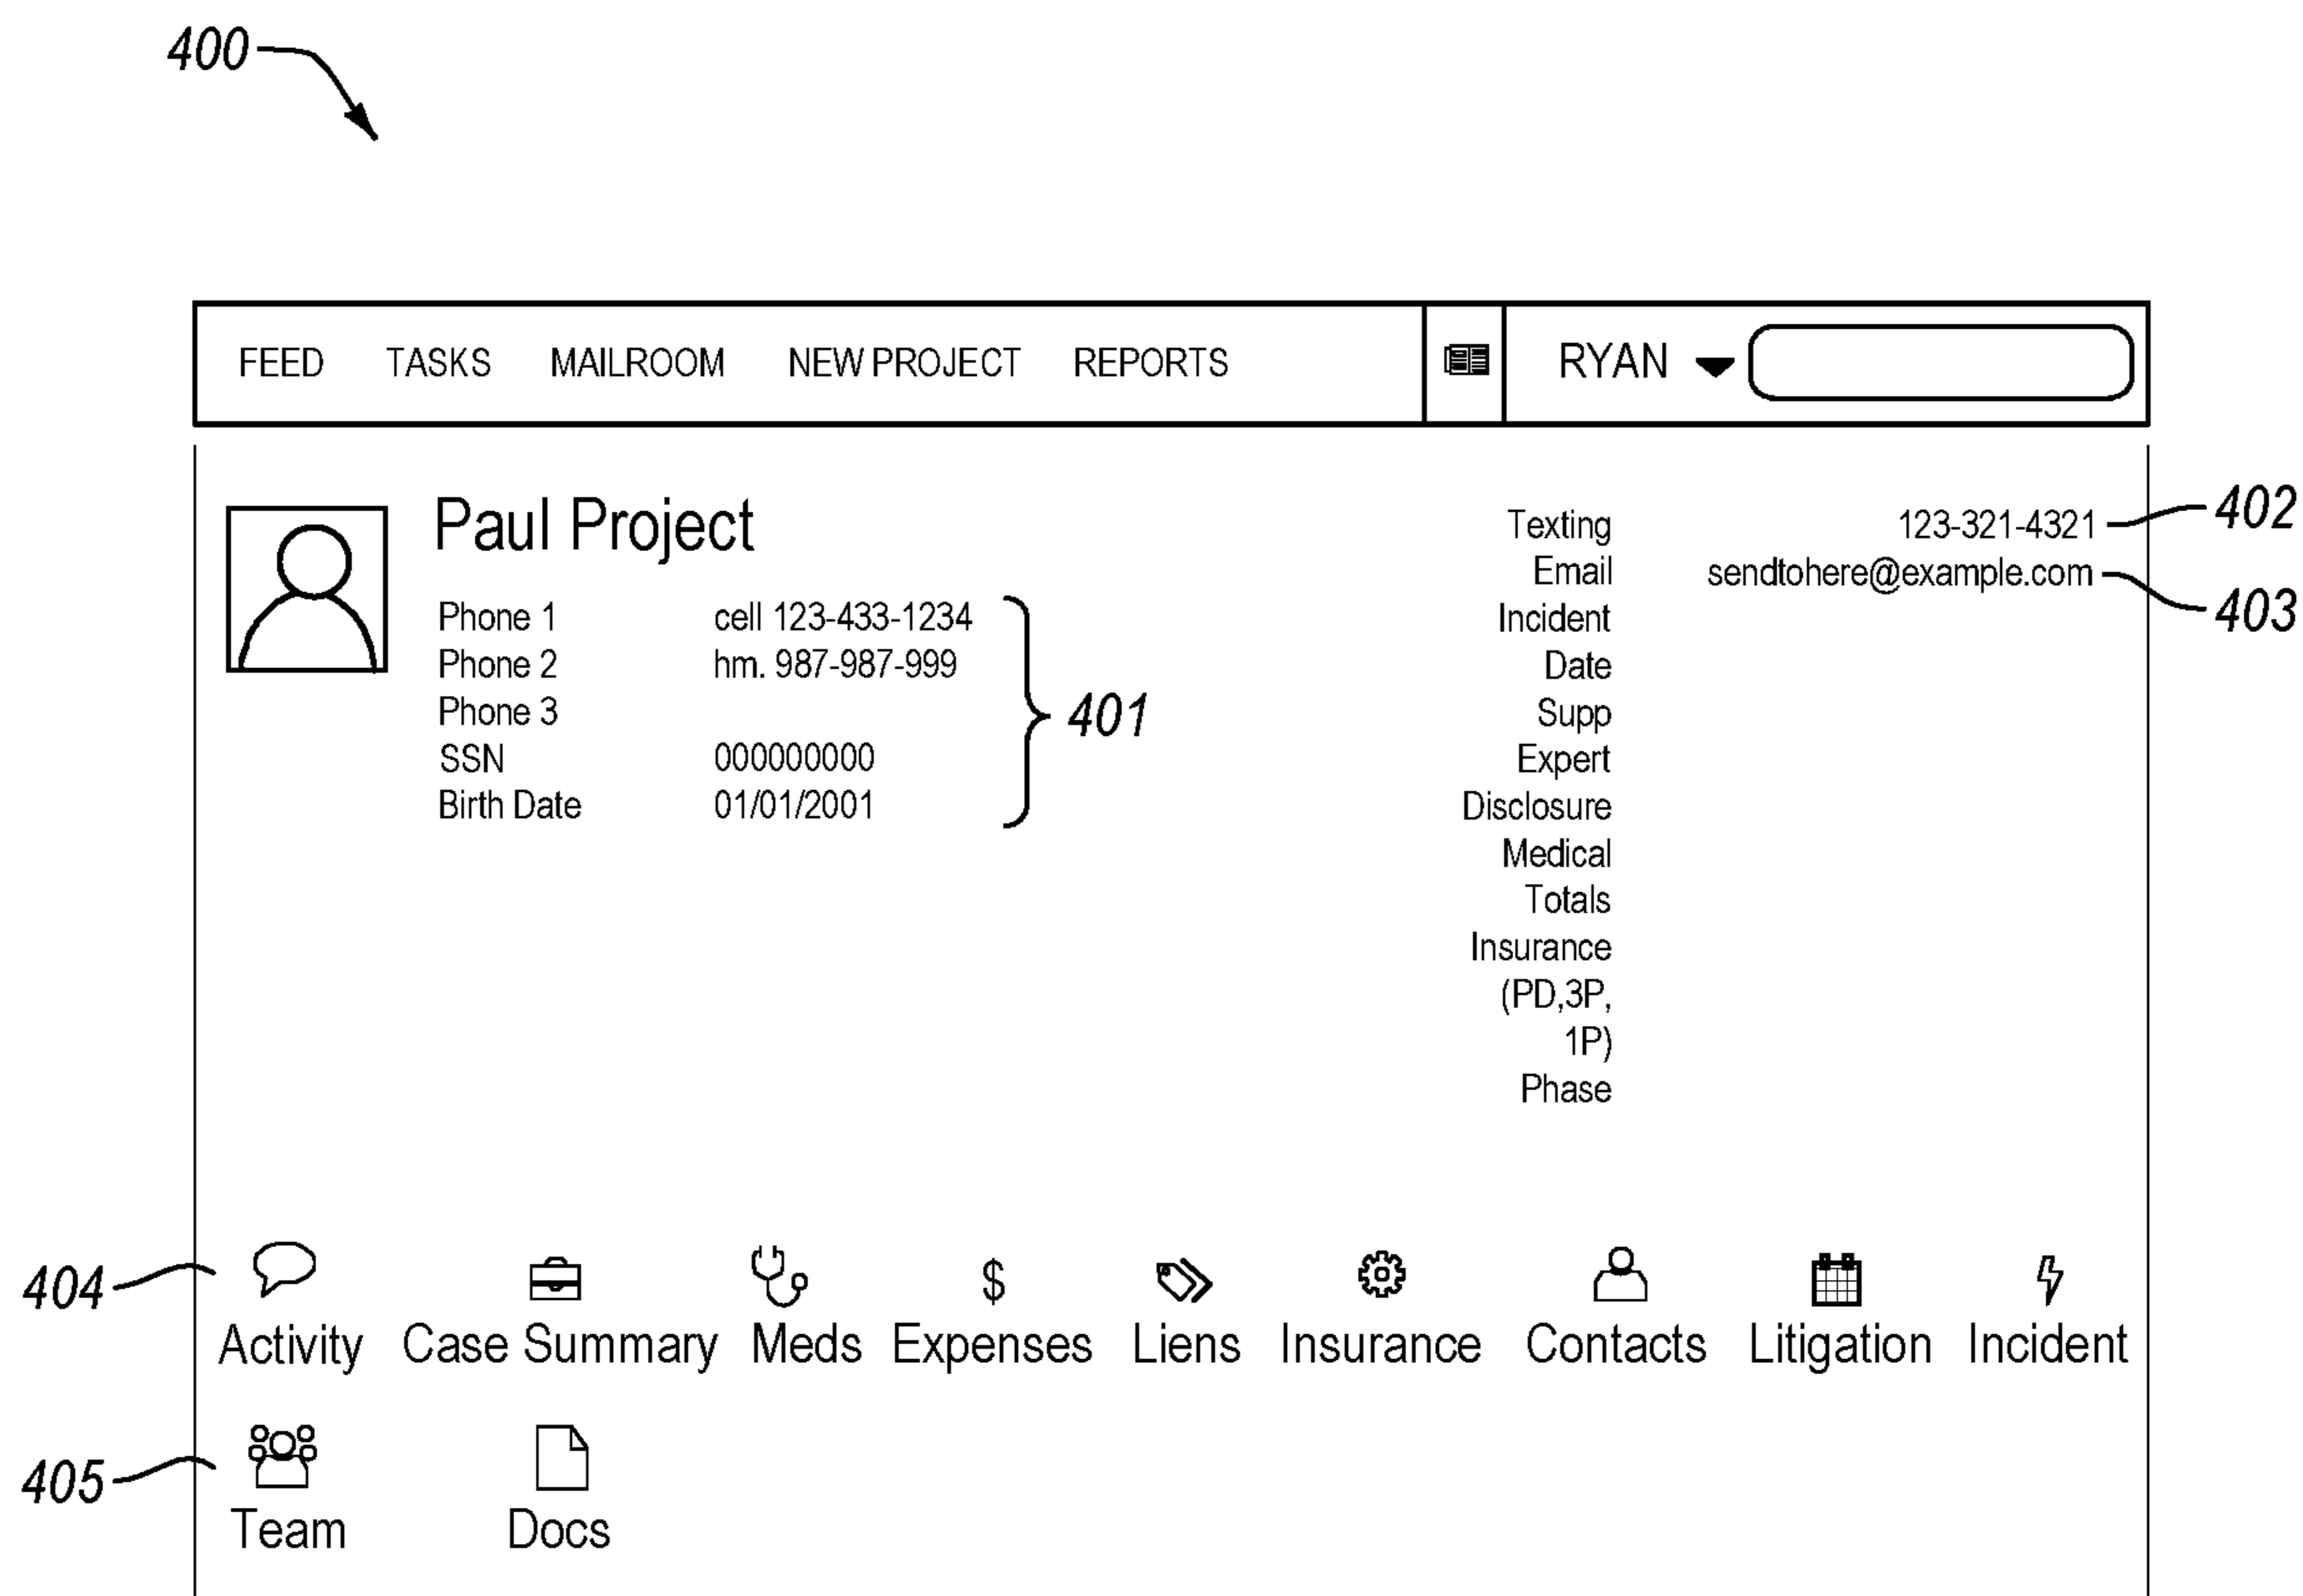 400
FEED TASKS MAILROOM NEW PROJECT REPORTS RYAN
Paul Project
Phone 1 cell 123-433-1234
Phone 2 hm. 987-987-999
Phone 3
SSN 000000000
Birth Date 01/01/2001
401
Texting 123-321-4321 402
Email sendtohere@example.com 403
Incident
Date
Supp
Expert
Disclosure
Medical
Totals
Insurance
(PD,3P,
1P)
Phase
404
$
Activity Case Summary Meds Expenses Liens Insurance Contacts Litigation Incident
405
Team Docs